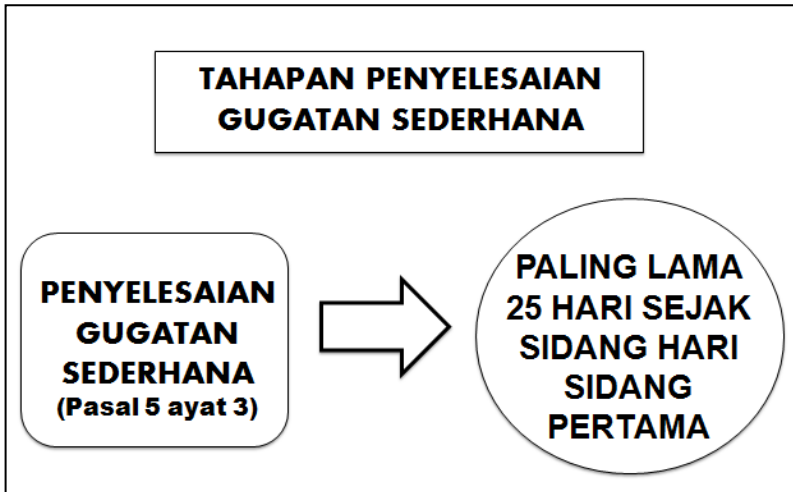 TAHAPAN PENYELESAIAN
GUGATAN SEDERHANA
PENYELESAIAN
GUGATAN
SEDERHANA
(Pasal 5 ayat 3)
PALING LAMA
25 HARI SEJAK
SIDANG HARI
SIDANG
PERTAMA